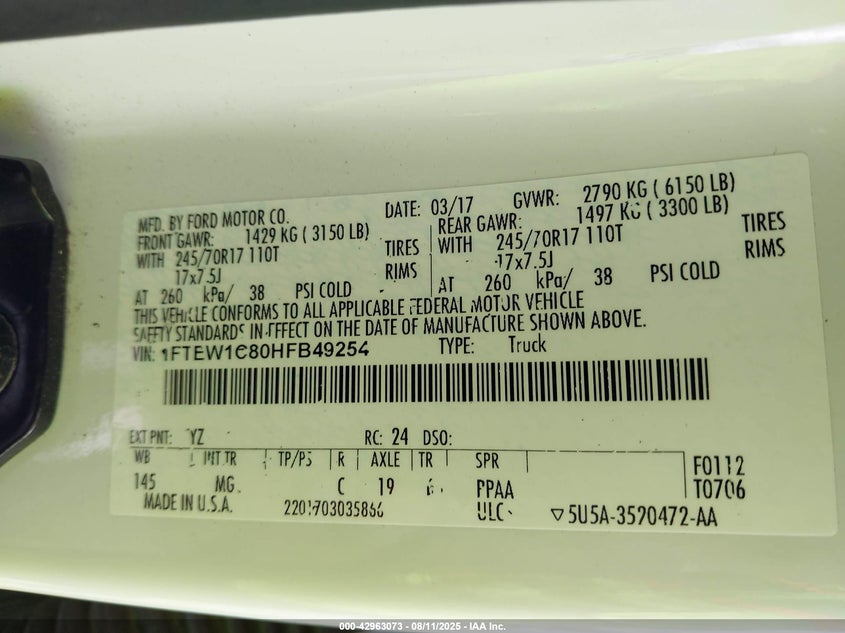 MFD. BY FORD MOTOR CO. DATE: 03/17 GVWR: 2790 KG ( 6150 LB)
FRONT GAWR: 1429 KG ( 3150 LB) REAR GAWR: 1497 KG ( 3300 LB)
WITH 245/70R17 110T TIRES WITH 245/70R17 110T TIRES
17x7.5J RIMS 17x7.5J RIMS
AT 260 kPa/ 38 PSI COLD AT 260 kPa/ 38 PSI COLD
THIS VEHICLE CONFORMS TO ALL APPLICABLE FEDERAL MOTOR VEHICLE
SAFETY STANDARDS IN EFFECT ON THE DATE OF MANUFACTURE SHOWN ABOVE.
VIN: 1FTEW1C80HFB49254 TYPE: Truck
EXT PNT: YZ RC: 24 DSO:
WB INT TR TP/PS R AXLE TR SPR F0112
145 MG C 19 6 PPAA T0706
MADE IN U.S.A. 2201703035866 ULC ▽5U5A-3590472-AA
000-42963073 - 08/11/2025 - IAA Inc.